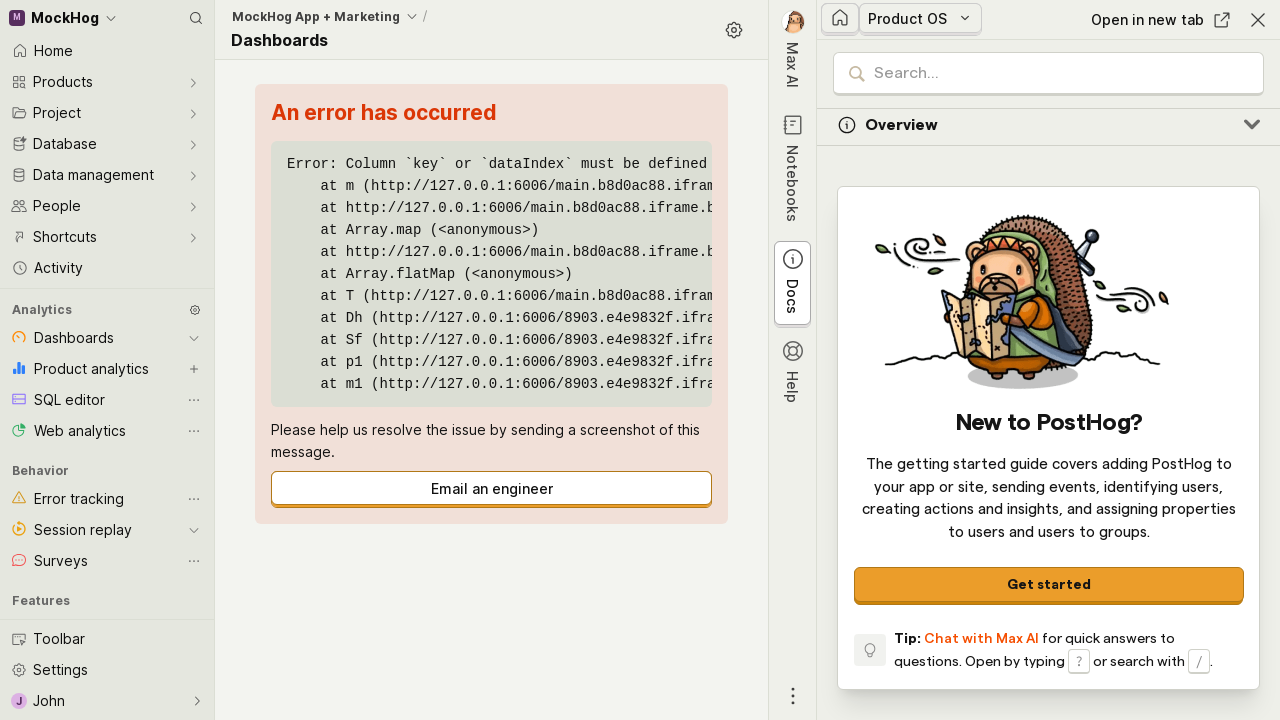 M MockHog
Home
Products
Project
Database
Data management
People
Shortcuts
Activity
Analytics
Dashboards
Product analytics
SQL editor
Web analytics
Behavior
Error tracking
Session replay
Surveys
Features
Toolbar
Settings
J John
MockHog App + Marketing /
Dashboards
An error has occurred
Error: Column `key` or `dataIndex` must be defined
at m (http://127.0.0.1:6006/main.b8d0ac88.ifram
at http://127.0.0.1:6006/main.b8d0ac88.iframe.b
at Array.map (<anonymous>)
at http://127.0.0.1:6006/main.b8d0ac88.iframe.b
at Array.flatMap (<anonymous>)
at T (http://127.0.0.1:6006/main.b8d0ac88.ifram
at Dh (http://127.0.0.1:6006/8903.e4e9832f.ifra
at Sf (http://127.0.0.1:6006/8903.e4e9832f.ifra
at p1 (http://127.0.0.1:6006/8903.e4e9832f.ifra
at m1 (http://127.0.0.1:6006/8903.e4e9832f.ifra
Please help us resolve the issue by sending a screenshot of this
message.
Email an engineer
Max AI
Notebooks
Docs
Help
Product OS
Open in new tab
Search...
Overview
New to PostHog?
The getting started guide covers adding PostHog to
your app or site, sending events, identifying users,
creating actions and insights, and assigning properties
to users and users to groups.
Get started
Tip: Chat with Max AI for quick answers to
questions. Open by typing ? or search with /.